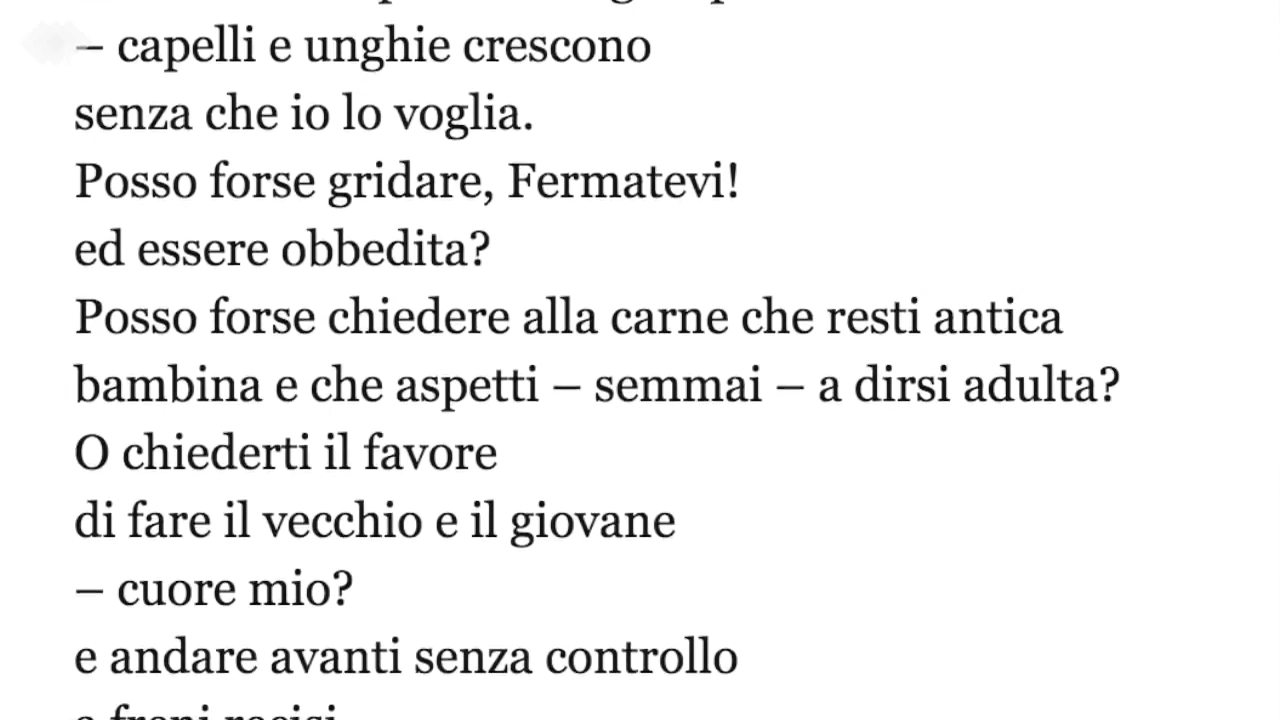 – capelli e unghie crescono
senza che io lo voglia.
Posso forse gridare, Fermatevi!
ed essere obbedita?
Posso forse chiedere alla carne che resti antica
bambina e che aspetti – semmai – a dirsi adulta?
O chiederti il favore
di fare il vecchio e il giovane
– cuore mio?
e andare avanti senza controllo
a freni recisi